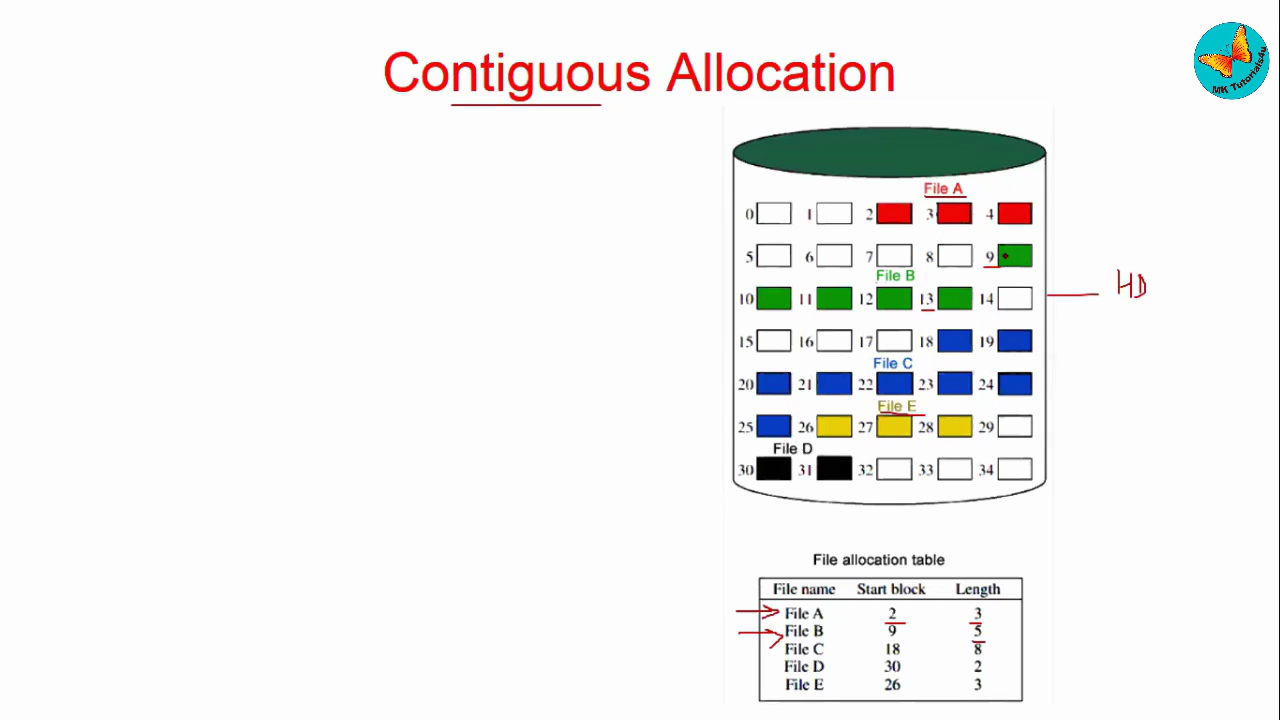 Contiguous Allocation
MK Tutorials4u
File A
0 1 2 3 4
5 6 7 8 9
File B
10 11 12 13 14
HD
15 16 17 18 19
File C
20 21 22 23 24
File E
25 26 27 28 29
File D
30 31 32 33 34
File allocation table
File name Start block Length
File A 2 3
File B 9 5
File C 18 8
File D 30 2
File E 26 3